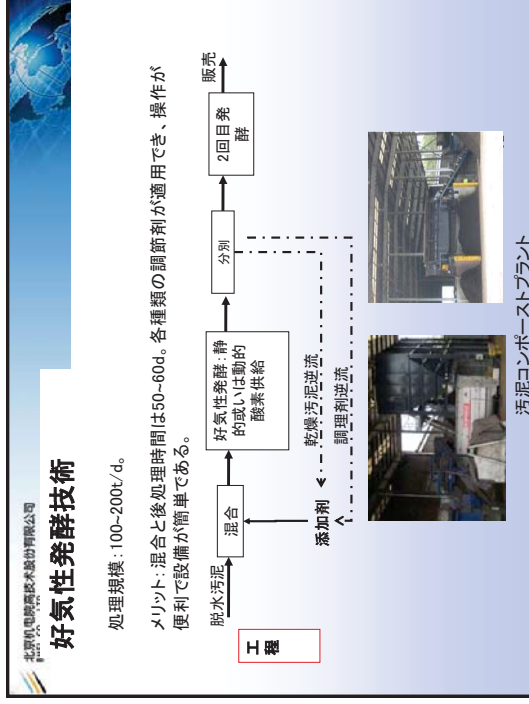 北京机电院高技术股份有限公司
好気性発酵技術
処理規模：100~200t/d。
メリット：混合と後処理時間は50~60d。各種類の調節剤が適用でき、操作が
便利で設備が簡単である。
工
程
脱水汚泥
混合
好気性発酵：静
的或いは動的
酸素供給
分別
2回目発
酵
販売
添加剤
乾燥汚泥逆流
調理剤逆流
汚泥コンポーストプラント